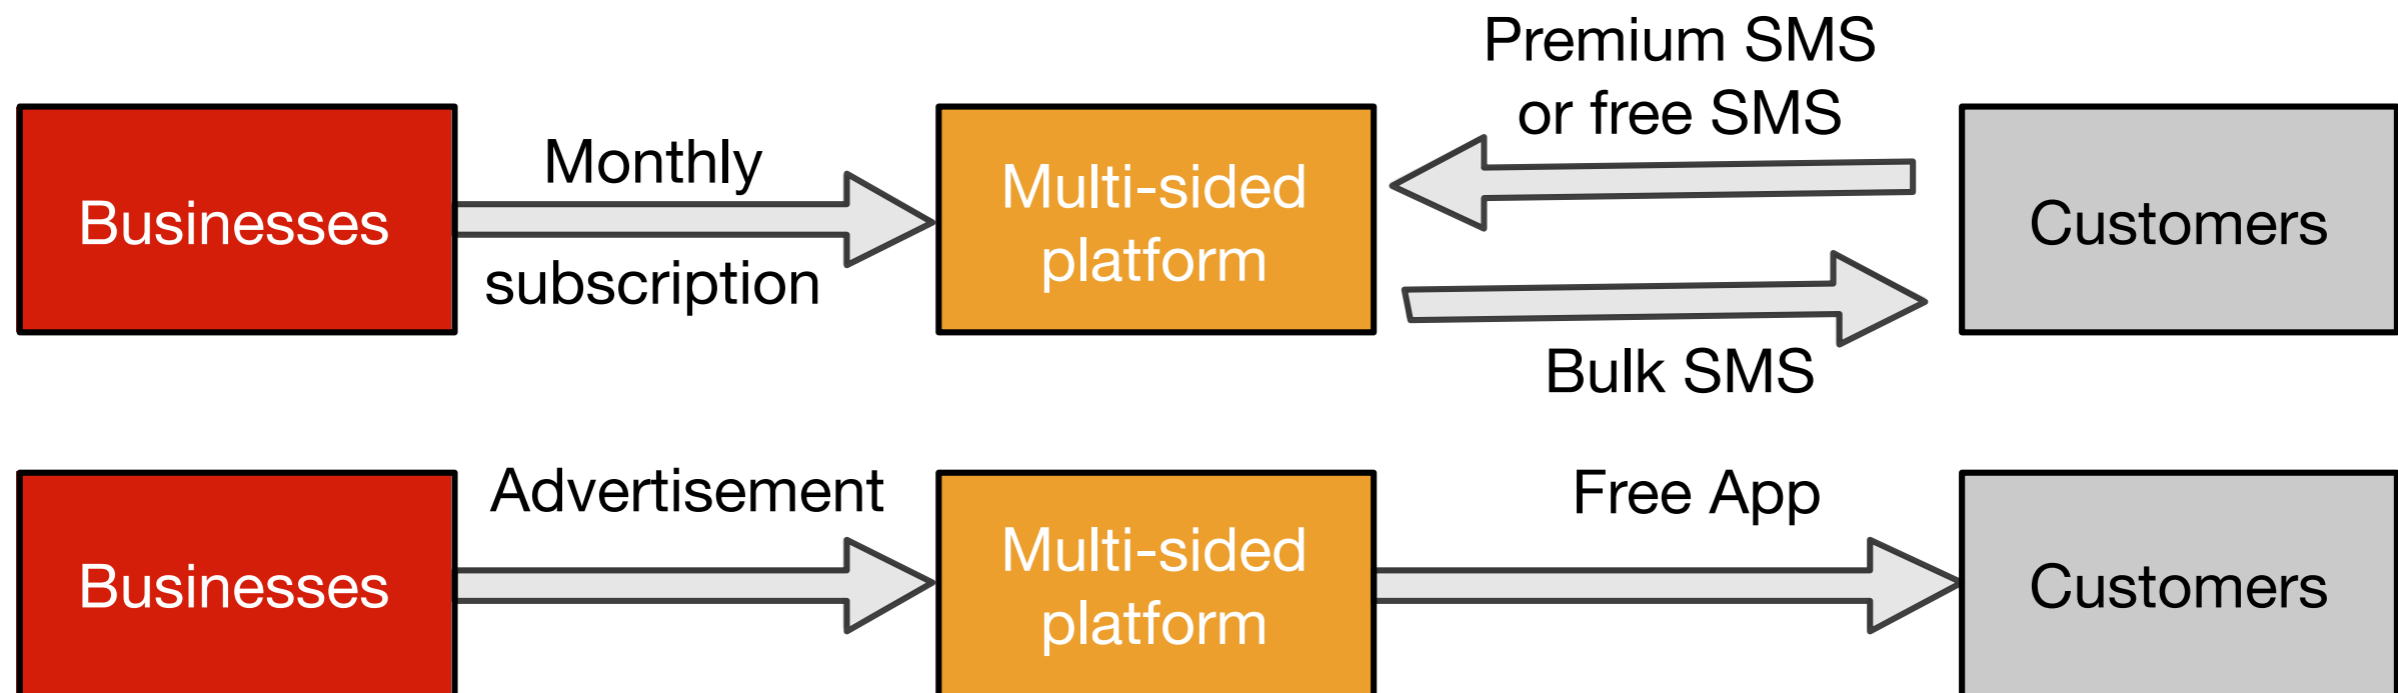 Premium SMS
or free SMS
Businesses
Monthly
subscription
Multi-sided
platform
Customers
Bulk SMS
Businesses
Advertisement
Multi-sided
platform
Free App
Customers